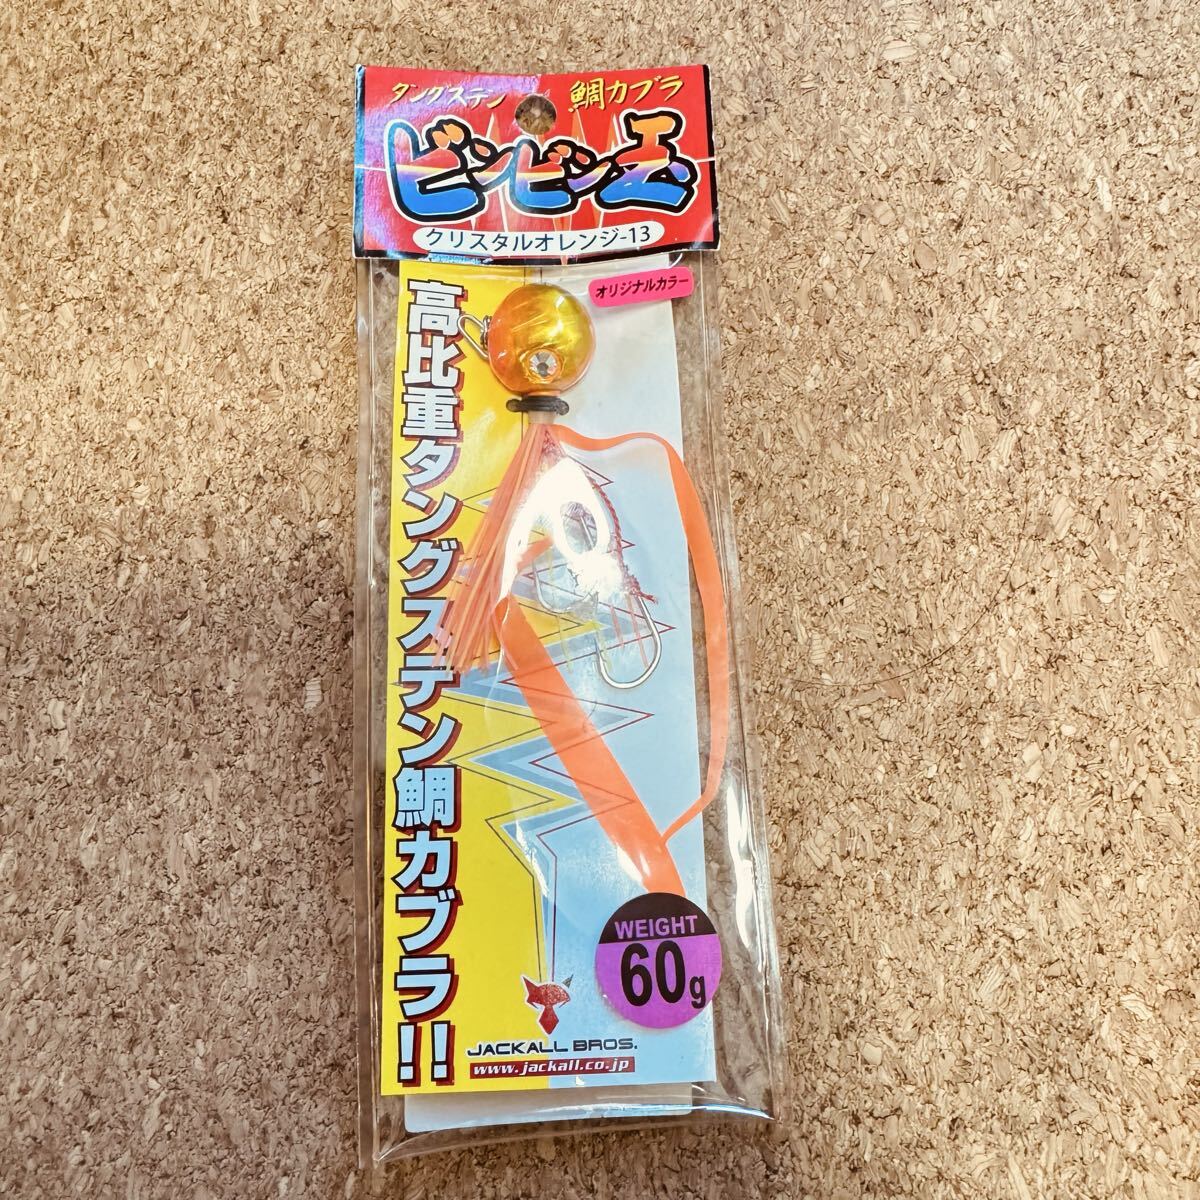 タングステン 鯛カブラ
ビンビン玉
クリスタルオレンジ-13
オリジナルカラー
高比重タングステン鯛カブラ!!
WEIGHT
60g
JACKALL BROS.
www.jackall.co.jp